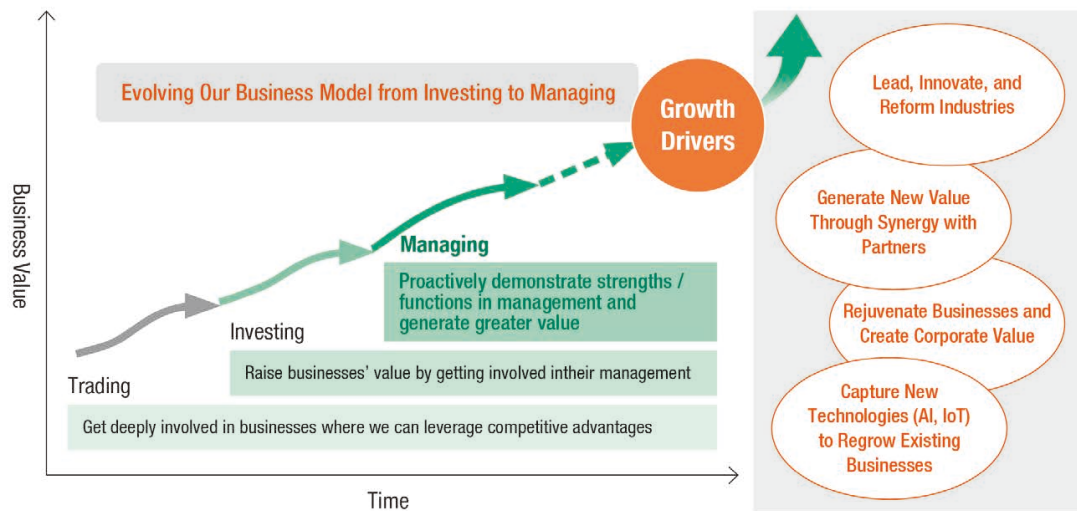 Evolving Our Business Model from Investing to Managing
Growth
Drivers
Business Value
Managing
Proactively demonstrate strengths /
functions in management and
generate greater value
Investing
Raise businesses' value by getting involved intheir management
Trading
Get deeply involved in businesses where we can leverage competitive advantages
Time
Lead, Innovate, and
Reform Industries
Generate New Value
Through Synergy with
Partners
Rejuvenate Businesses and
Create Corporate Value
Capture New
Technologies (AI, IoT)
to Regrow Existing
Businesses